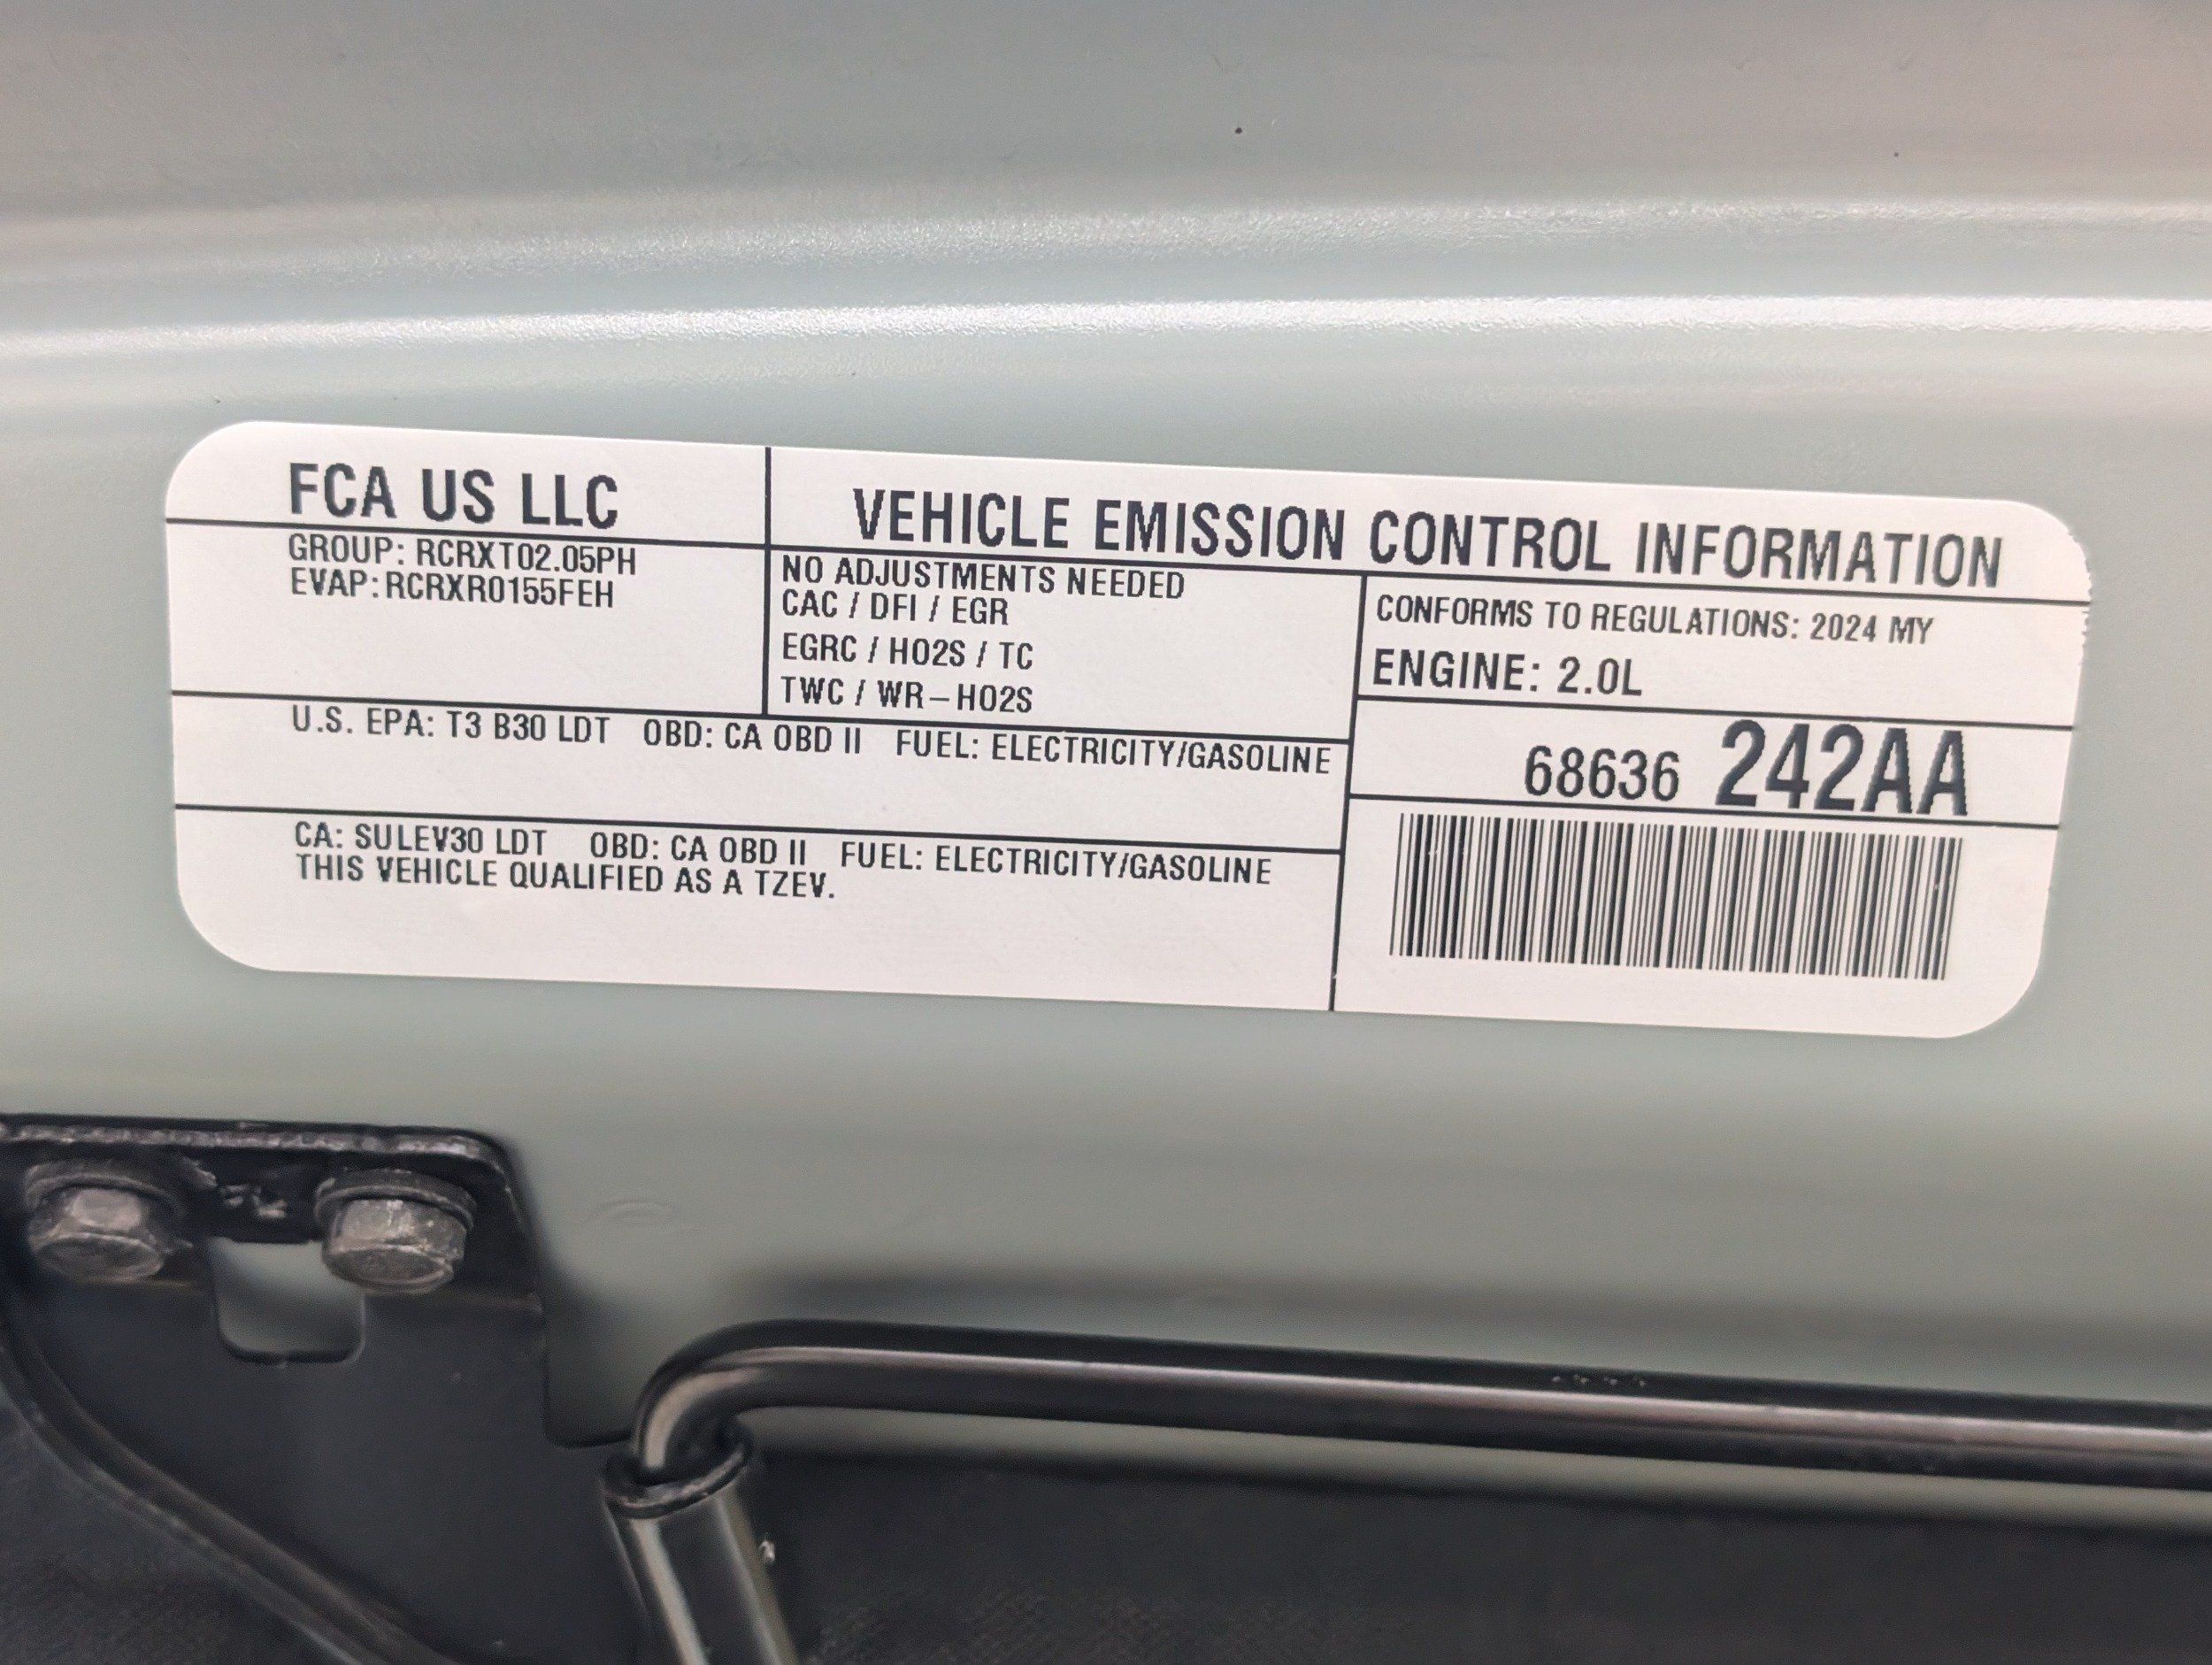 FCA US LLC
VEHICLE EMISSION CONTROL INFORMATION
GROUP: RCRXT02.05PH
EVAP: RCRXR0155FEH
NO ADJUSTMENTS NEEDED
CAC / DFI / EGR
EGRC / HO2S / TC
TWC / WR-HO2S
CONFORMS TO REGULATIONS: 2024 MY
ENGINE: 2.0L
U.S. EPA: T3 B30 LDT OBD: CA OBD II FUEL: ELECTRICITY/GASOLINE
68636 242AA
CA: SULEV30 LDT OBD: CA OBD II FUEL: ELECTRICITY/GASOLINE
THIS VEHICLE QUALIFIED AS A TZEV.